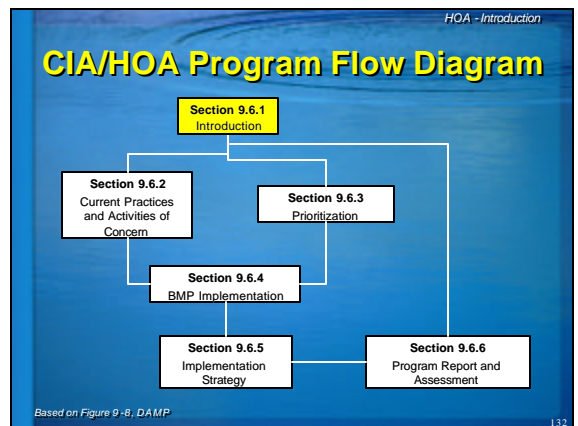 HOA - Introduction
CIA/HOA Program Flow Diagram
Section 9.6.1
Introduction
Section 9.6.2
Current Practices
and Activities of
Concern
Section 9.6.3
Prioritization
Section 9.6.4
BMP Implementation
Section 9.6.5
Implementation
Strategy
Section 9.6.6
Program Report and
Assessment
Based on Figure 9-8, DAMP
132